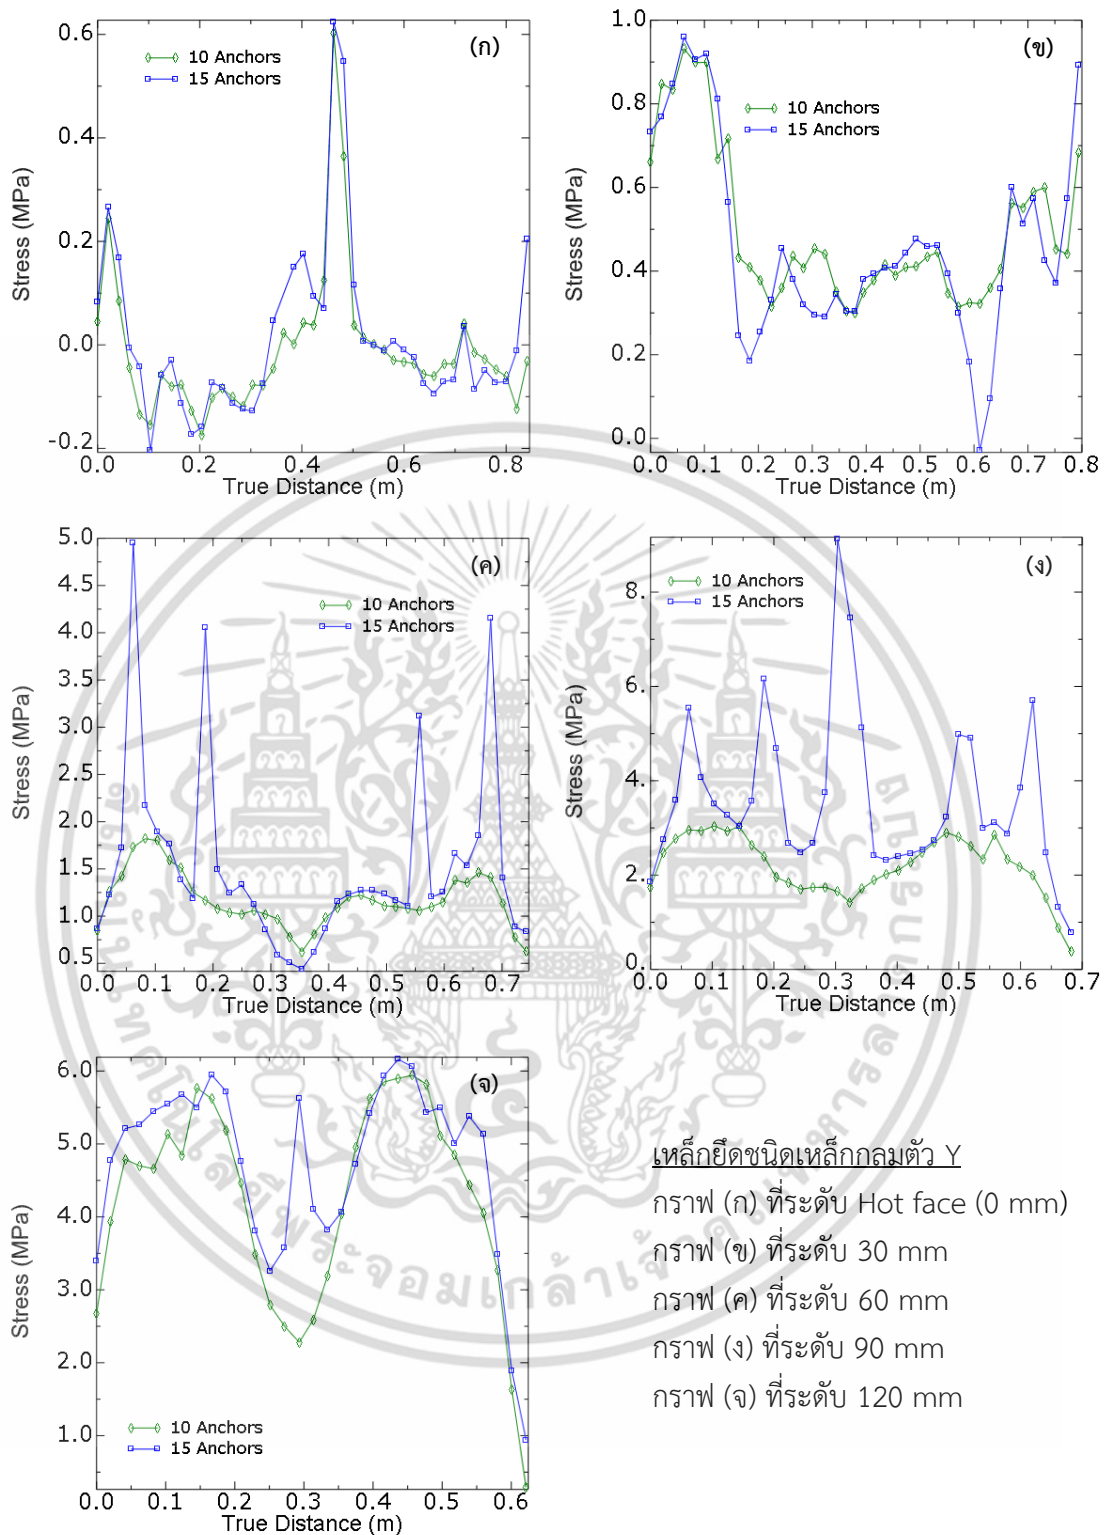 (ก)
10 Anchors
15 Anchors
Stress (MPa)
0.6
0.4
0.2
0.0
-0.2
0.0 0.2 0.4 0.6 0.8
True Distance (m)
(ข)
10 Anchors
15 Anchors
Stress (MPa)
1.0
0.8
0.6
0.4
0.2
0.0
0.0 0.1 0.2 0.3 0.4 0.5 0.6 0.7 0.8
True Distance (m)
(ค)
10 Anchors
15 Anchors
Stress (MPa)
5.0
4.5
4.0
3.5
3.0
2.5
2.0
1.5
1.0
0.5
0.0 0.1 0.2 0.3 0.4 0.5 0.6 0.7
True Distance (m)
(ง)
10 Anchors
15 Anchors
Stress (MPa)
8.
6.
4.
2.
0.
0.0 0.1 0.2 0.3 0.4 0.5 0.6 0.7
True Distance (m)
(จ)
10 Anchors
15 Anchors
Stress (MPa)
6.0
5.0
4.0
3.0
2.0
1.0
0.0 0.1 0.2 0.3 0.4 0.5 0.6
True Distance (m)
เหล็กยึดชนิดเหล็กกลมตัว Y
กราฟ (ก) ที่ระดับ Hot face (0 mm)
กราฟ (ข) ที่ระดับ 30 mm
กราฟ (ค) ที่ระดับ 60 mm
กราฟ (ง) ที่ระดับ 90 mm
กราฟ (จ) ที่ระดับ 120 mm